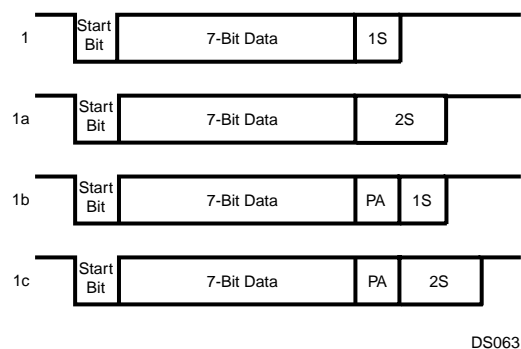 1 Start Bit 7-Bit Data 1S
1a Start Bit 7-Bit Data 2S
1b Start Bit 7-Bit Data PA 1S
1c Start Bit 7-Bit Data PA 2S
DS063